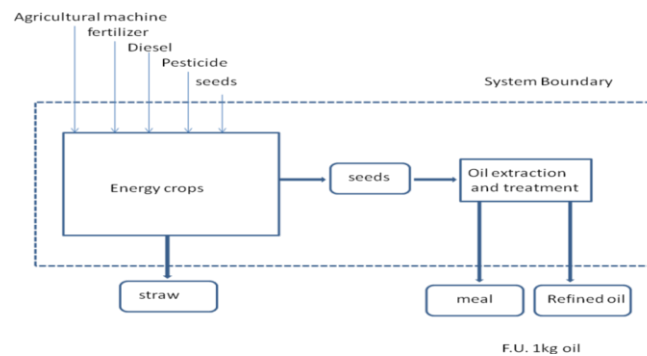 Agricultural machine
fertilizer
Diesel
Pesticide
seeds
System Boundary
Energy crops
seeds
Oil extraction
and treatment
straw
meal
Refined oil
F.U. 1kg oil